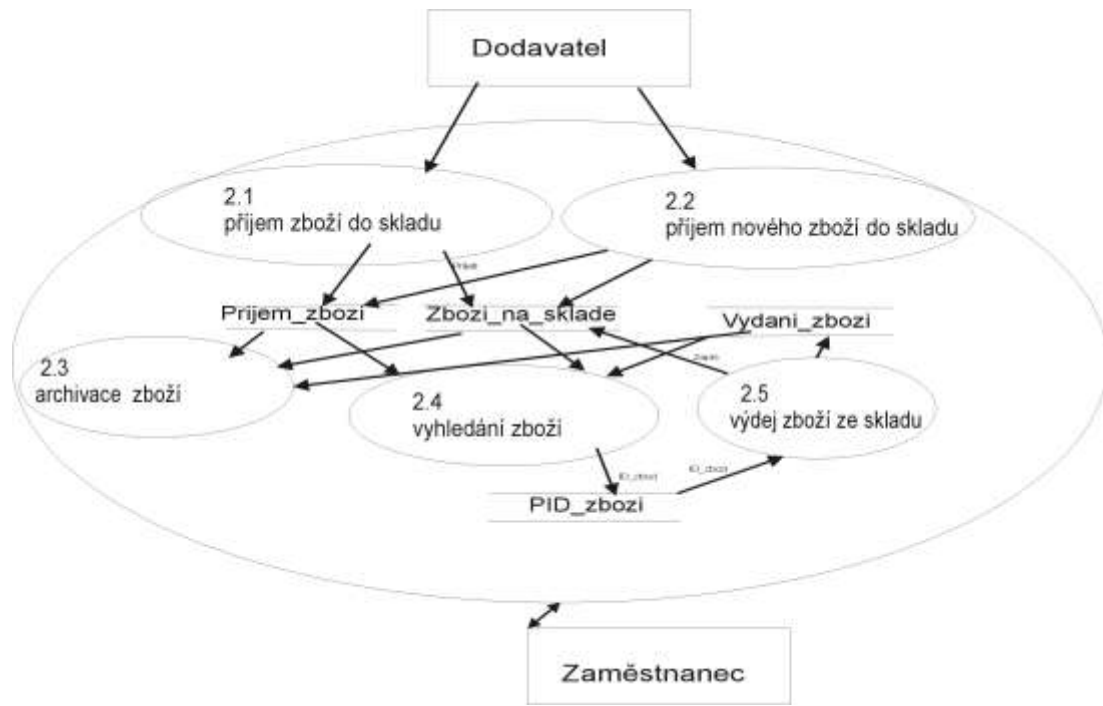 Dodavatel
2.1
příjem zboží do skladu
2.2
příjem nového zboží do skladu
Prijem_zbozi
Zbozi_na_sklade
Vydani_zbozi
2.3
archivace zboží
2.4
vyhledání zboží
2.5
výdej zboží ze skladu
PID_zbozi
Zaměstnanec